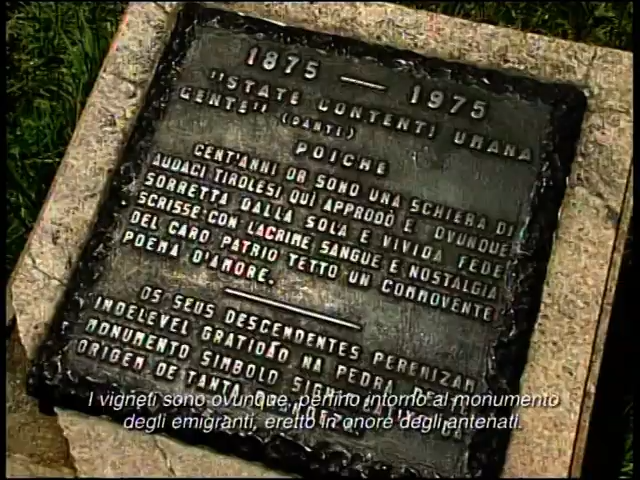 1875 — 1975
"STATE CONTENTI UMANA
GENTE" (DANTI)
POICHE
CENT'ANNI OR SONO UNA SCHIERA DI
AUDACI TIROLESI QUI APPRODÒ E OVUNQUE
SORRETTA DALLA SOLA E VIVIDA FEDE
SCRISSE CON LACRIME SANGUE E NOSTALGIA
DEL CARO PATRIO TETTO UN COMMOVENTE
POEMA D'AMORE.
OS SEUS DESCENDENTES PERENIZAM
INDELEVEL GRATIDÃO NA PEDRA DESTE
MONUMENTO SIMBOLO
ORIGEM DE TANTA
I vigneti sono ovunque, perfino intorno al monumento
degli emigranti, eretto in onore degli antenati.